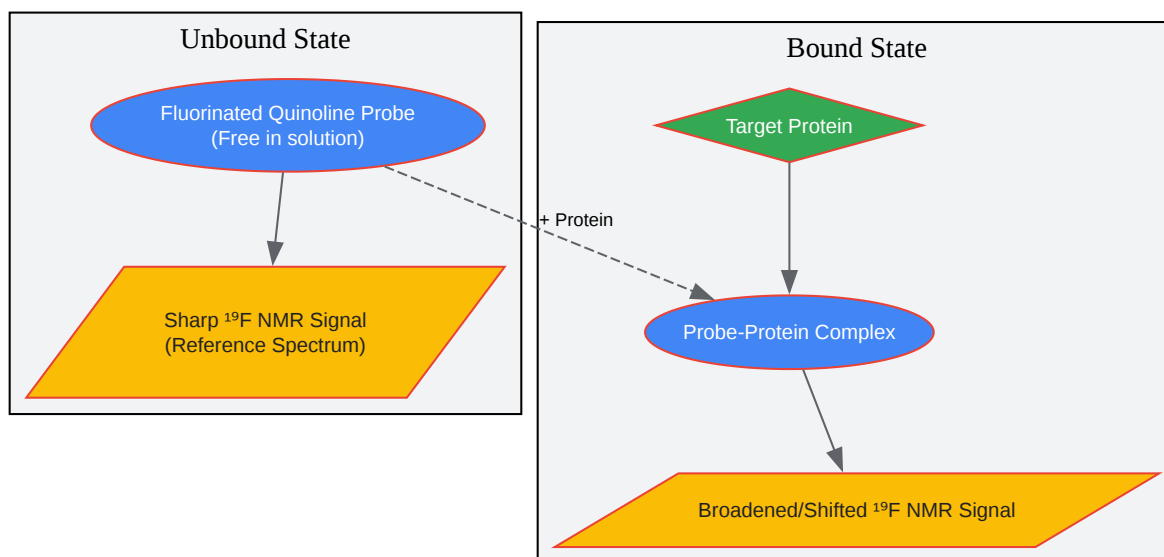 Unbound State
Fluorinated Quinoline Probe
(Free in solution)
Sharp ¹⁹F NMR Signal
(Reference Spectrum)
+ Protein
Bound State
Target Protein
Probe-Protein Complex
Broadened/Shifted ¹⁹F NMR Signal